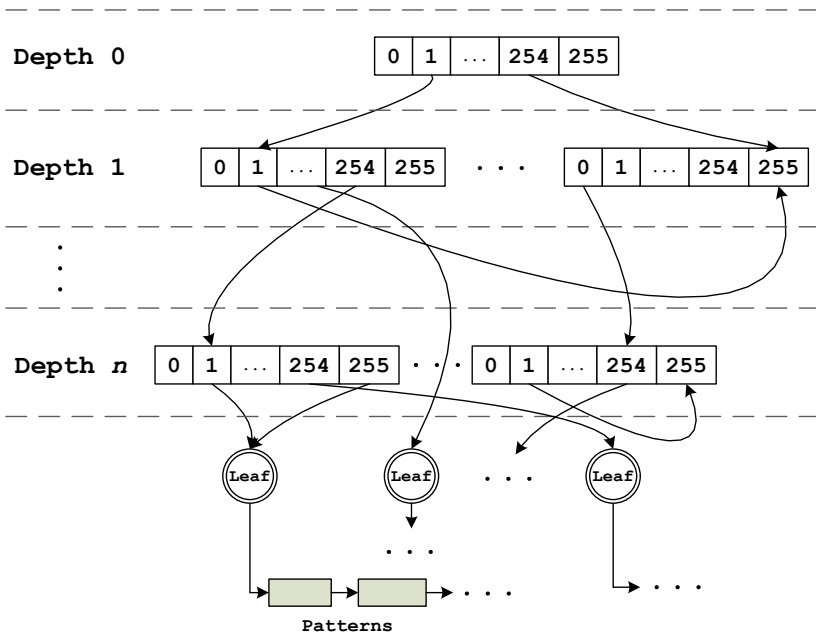 Depth 0
0 1 ... 254 255
Depth 1
0 1 ... 254 255 . . . 0 1 ... 254 255
.
.
.
Depth n
0 1 ... 254 255 . . . 0 1 ... 254 255
Leaf Leaf . . . Leaf
. . .
. . . . . .
Patterns